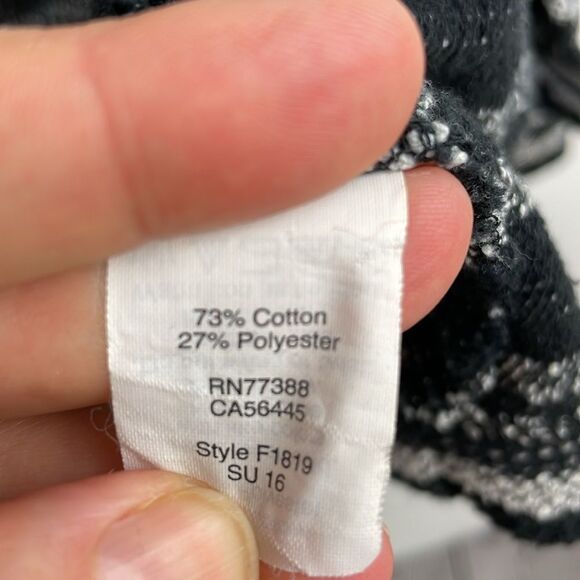 73% Cotton
27% Polyester
RN77388
CA56445
Style F1819
SU 16